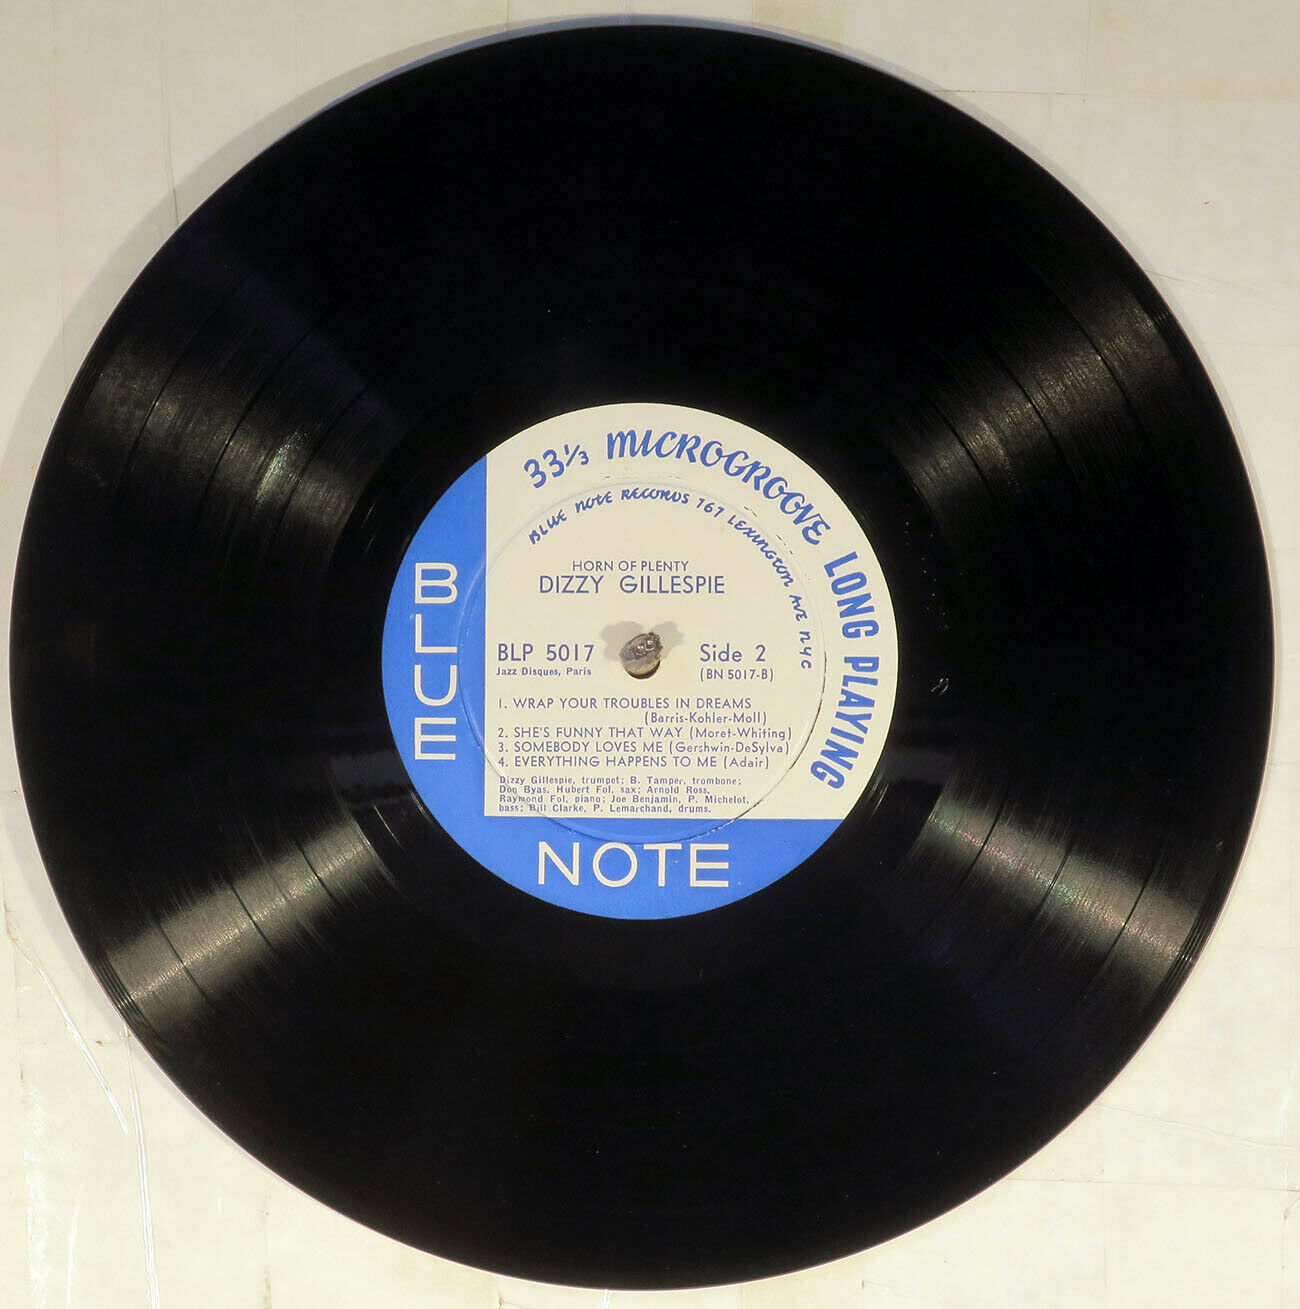 33⅓ MICROGROOVE LONG PLAYING
BLUE NOTE RECORDS 767 LEXINGTON AVE NYC
HORN OF PLENTY
DIZZY GILLESPIE
BLP 5017
Jazz Disques, Paris
Side 2
(BN 5017-B)
1. WRAP YOUR TROUBLES IN DREAMS
(Barris-Kohler-Moll)
2. SHE'S FUNNY THAT WAY (Moret-Whiting)
3. SOMEBODY LOVES ME (Gershwin-DeSylva)
4. EVERYTHING HAPPENS TO ME (Adair)
Dizzy Gillespie, trumpet; B. Tamper, trombone;
Don Byas, Hubert Fol, sax; Arnold Ross,
Raymond Fol, piano; Joe Benjamin, P. Michelot,
bass; Bill Clarke, P. Lemarchand, drums.
BLUE
NOTE